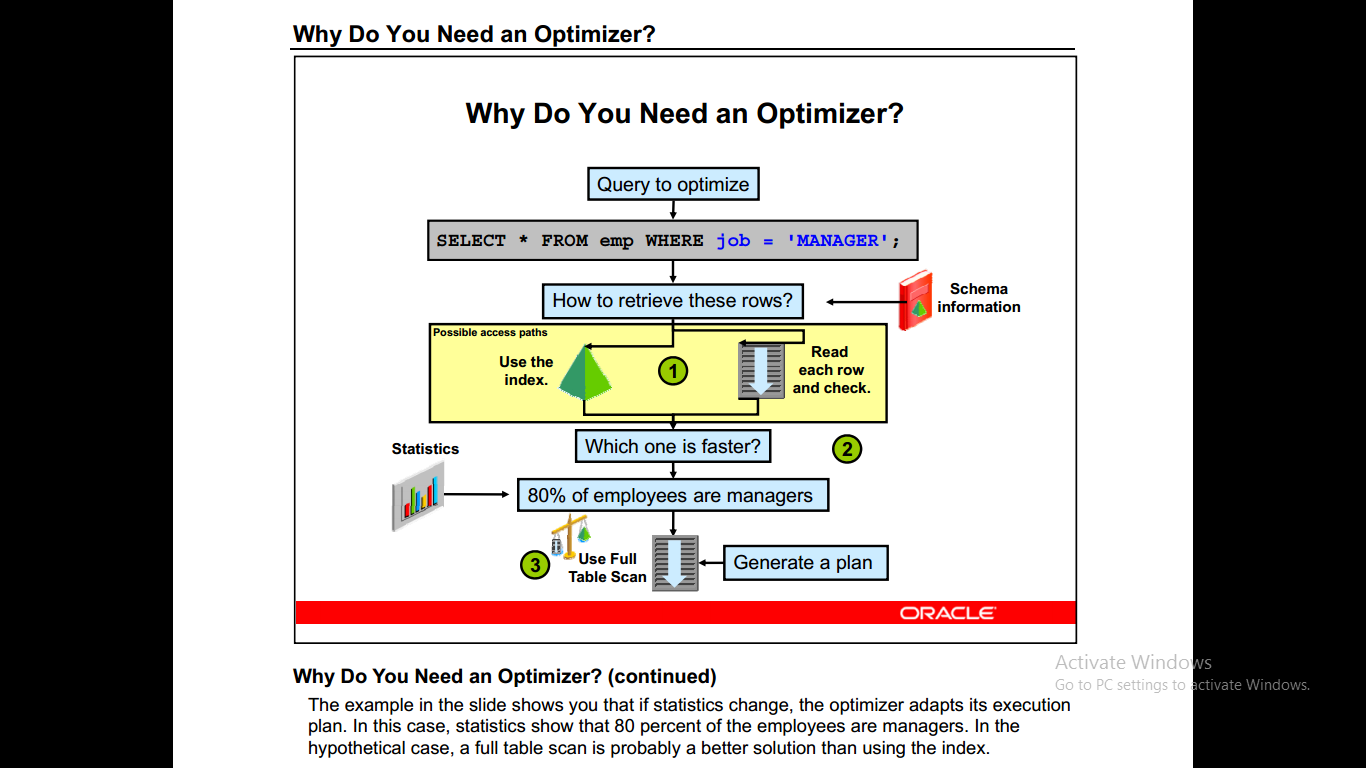 Why Do You Need an Optimizer?
Why Do You Need an Optimizer?
Query to optimize
SELECT * FROM emp WHERE job = 'MANAGER';
How to retrieve these rows?
Schema
information
Possible access paths
Use the
index.
1
Read
each row
and check.
Which one is faster?
2
Statistics
80% of employees are managers
3
Use Full
Table Scan
Generate a plan
ORACLE
Why Do You Need an Optimizer? (continued)
The example in the slide shows you that if statistics change, the optimizer adapts its execution
plan. In this case, statistics show that 80 percent of the employees are managers. In the
hypothetical case, a full table scan is probably a better solution than using the index.
Activate Windows
Go to PC settings to activate Windows.